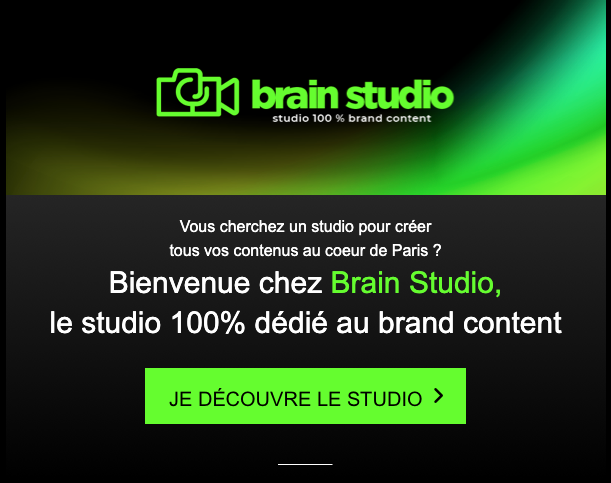 brain studio
studio 100 % brand content
Vous cherchez un studio pour créer
tous vos contenus au coeur de Paris ?
Bienvenue chez Brain Studio,
le studio 100% dédié au brand content
JE DÉCOUVRE LE STUDIO >